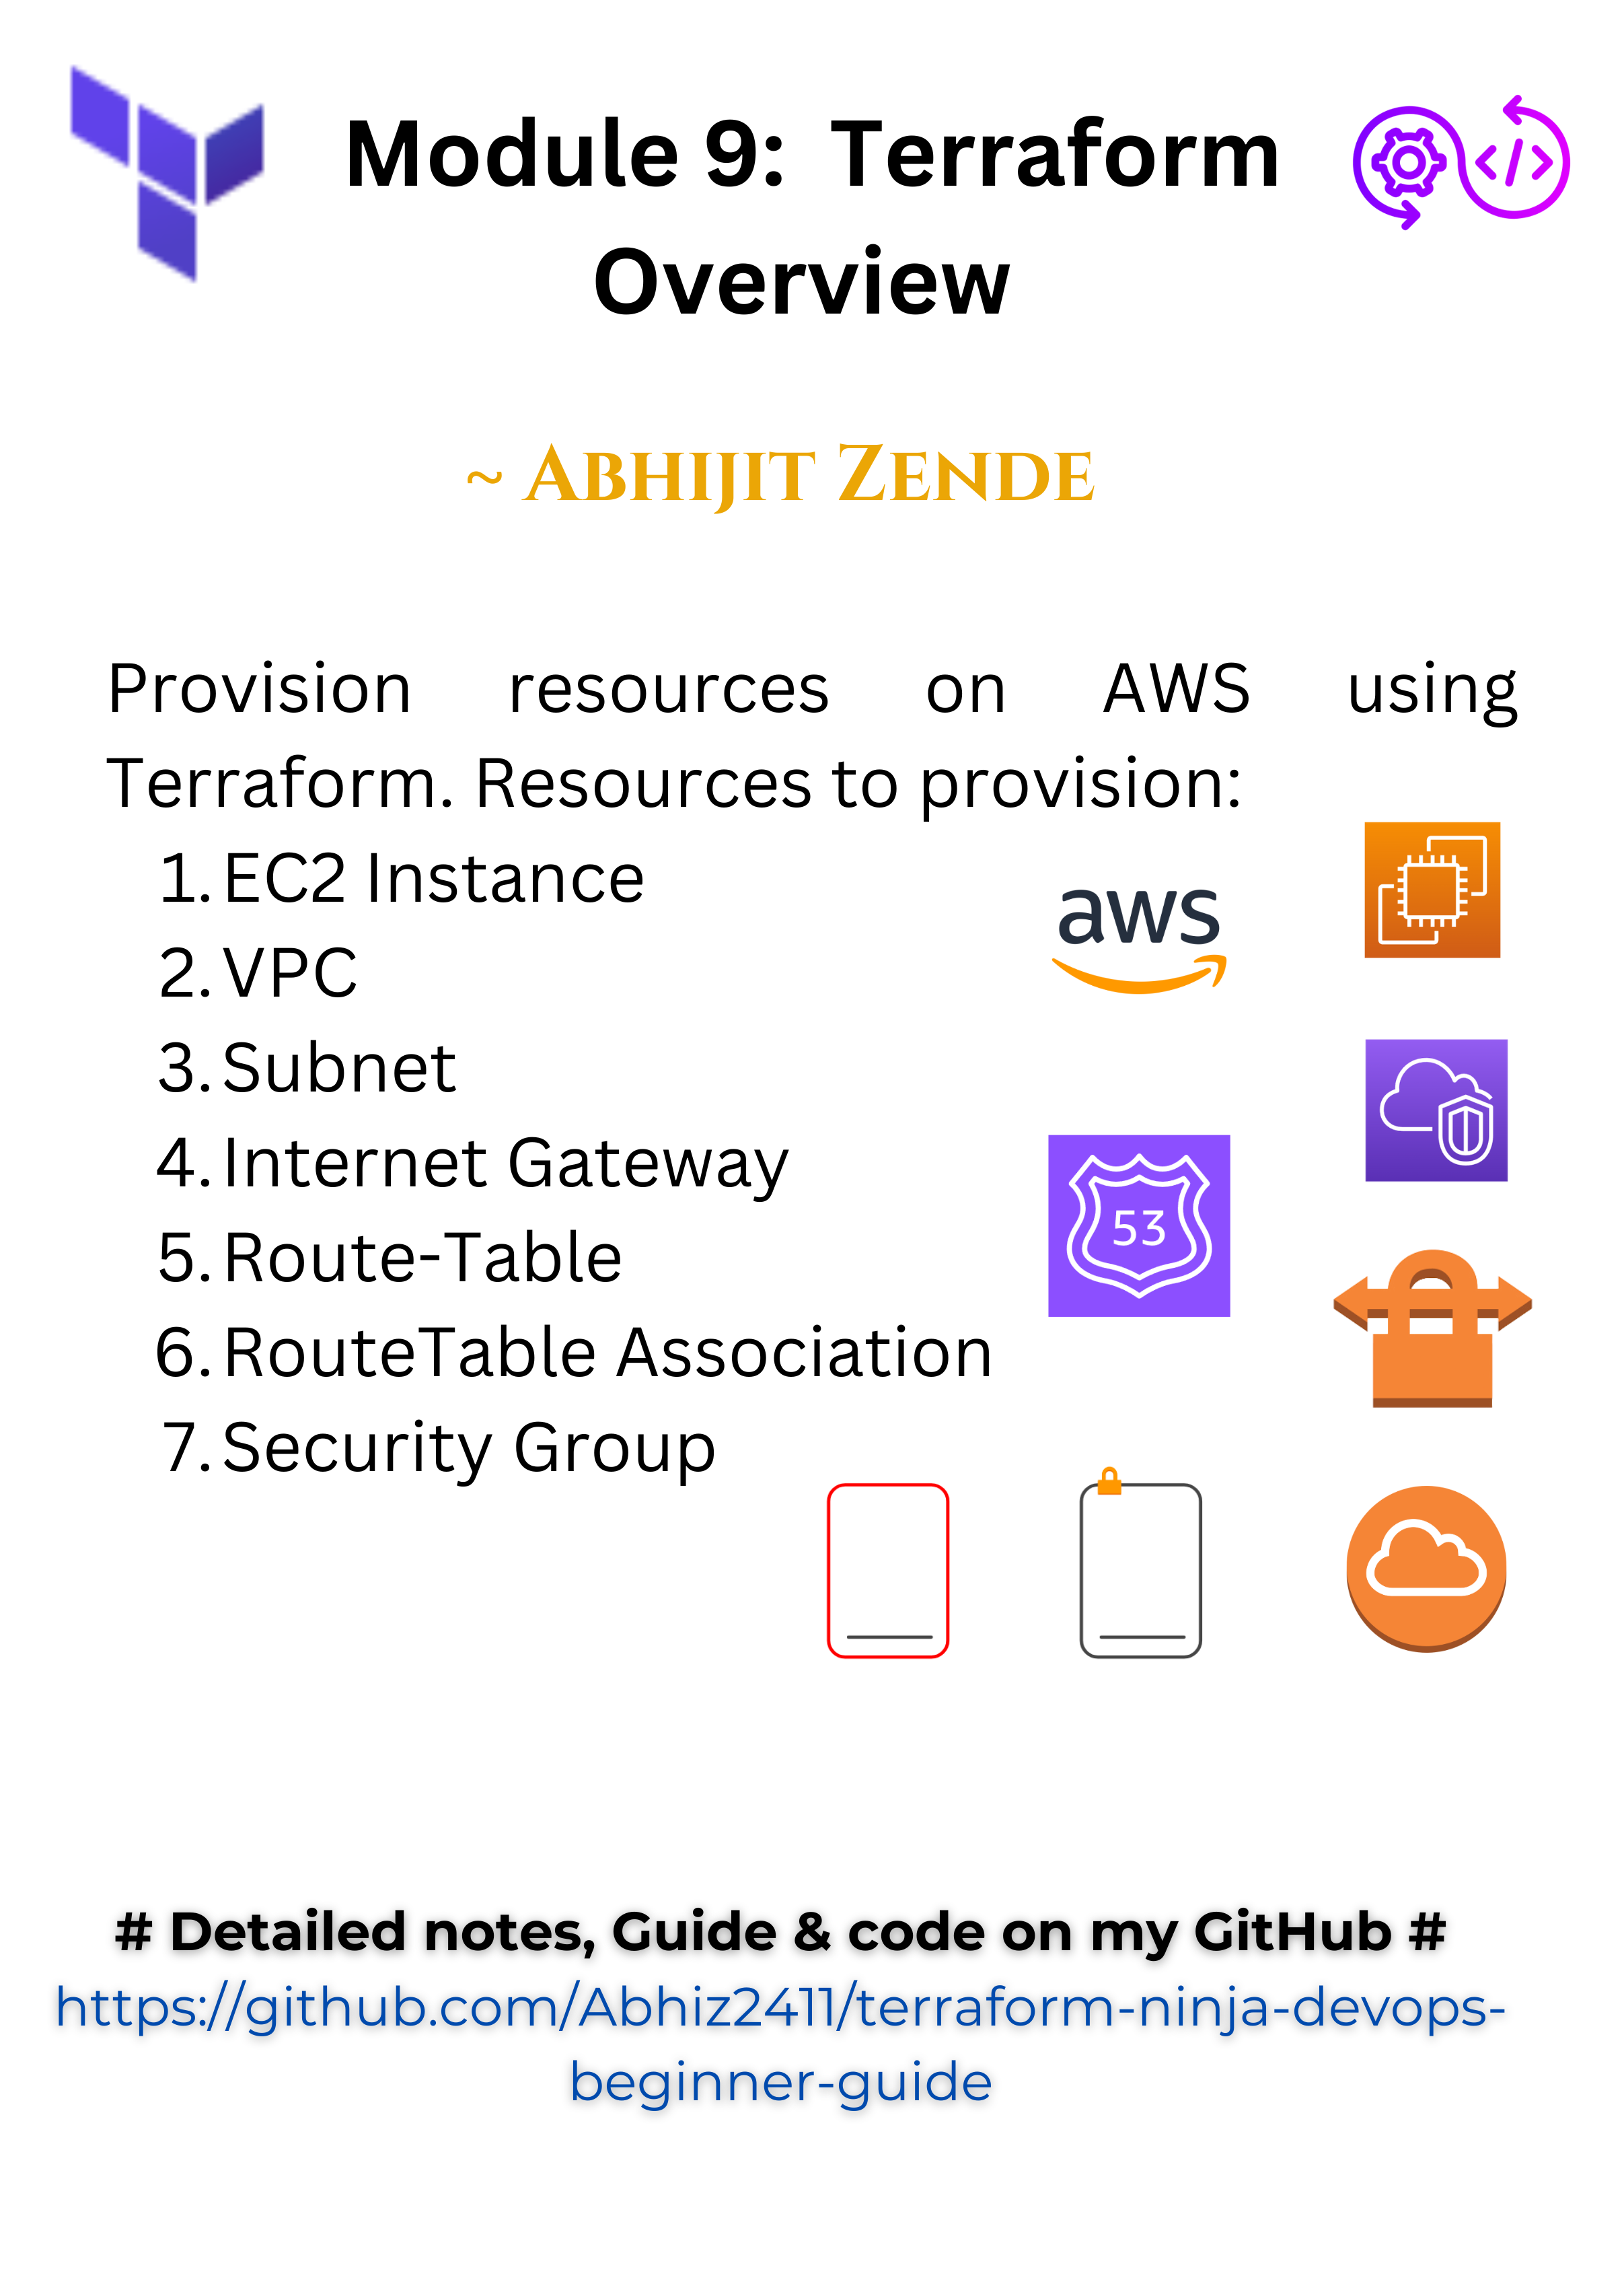 Module 9: Terraform
Overview
~ Abhijit Zende
Provision resources on AWS using
Terraform. Resources to provision:
1. EC2 Instance
2. VPC
3. Subnet
4. Internet Gateway
5. Route-Table
6. RouteTable Association
7. Security Group
aws
53
# Detailed notes, Guide & code on my GitHub #
https://github.com/Abhiz2411/terraform-ninja-devops-
beginner-guide